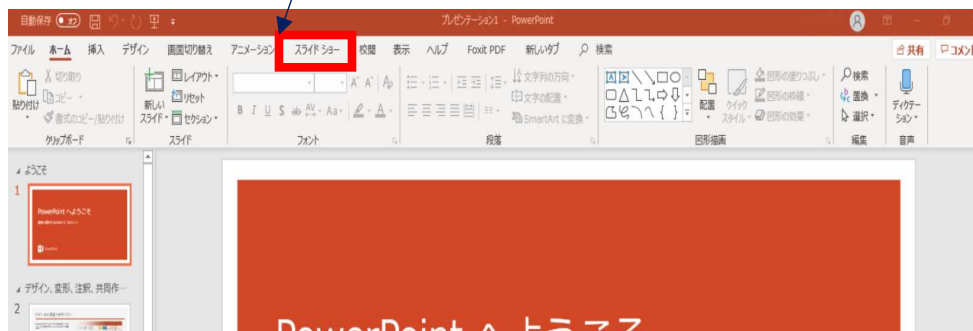 自動保存 オフ プレゼンテーション1 - PowerPoint
ファイル ホーム 挿入 デザイン 画面切り替え アニメーション スライド ショー 校閲 表示 ヘルプ Foxit PDF 新しいタブ 検索 共有 コメント
貼り付け 切り取り コピー 書式のコピー/貼り付け
新しいスライド レイアウト リセット セクション
B I U S ab AV Aa A A
文字列の方向 文字の配置 SmartArt に変換
配置 クイックスタイル 図形の塗りつぶし 図形の枠線 図形の効果
検索 置換 選択
ディクテーション
クリップボード スライド フォント 段落 図形描画 編集 音声
ようこそ
1
PowerPoint へようこそ
PowerPoint
デザイン、変形、注釈、共同作…
2
PowerPoint へようこそ